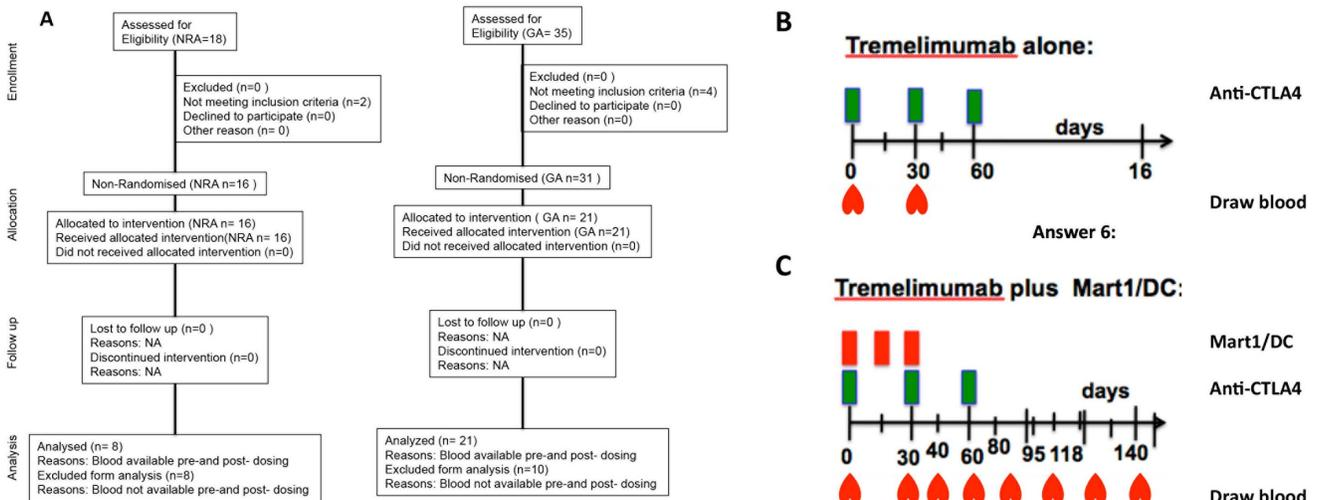 A
Enrollment
Assessed for
Eligibility (NRA=18)
Excluded (n=0 )
Not meeting inclusion criteria (n=2)
Declined to participate (n=0)
Other reason (n= 0)
Allocation
Non-Randomised (NRA n=16 )
Allocated to intervention (NRA n= 16)
Received allocated intervention(NRA n= 16)
Did not received allocated intervention (n=0)
Follow up
Lost to follow up (n=0 )
Reasons: NA
Discontinued intervention (n=0)
Reasons: NA
Analysis
Analysed (n= 8)
Reasons: Blood available pre-and post- dosing
Excluded form analysis (n=8)
Reasons: Blood not available pre-and post- dosing
Assessed for
Eligibility (GA= 35)
Excluded (n=0 )
Not meeting inclusion criteria (n=4)
Declined to participate (n=0)
Other reason (n=0)
Non-Randomised (GA n=31 )
Allocated to intervention ( GA n= 21)
Received allocated intervention (GA n=21)
Did not received allocated intervention (n=0)
Lost to follow up (n=0 )
Reasons: NA
Discontinued intervention (n=0)
Reasons: NA
Analyzed (n= 21)
Reasons: Blood available pre-and post- dosing
Excluded form analysis (n=10)
Reasons: Blood not available pre-and post- dosing
B
Tremelimumab alone:
Anti-CTLA4
days
0 30 60 16
Draw blood
Answer 6:
C
Tremelimumab plus Mart1/DC:
Mart1/DC
Anti-CTLA4
days
0 30 40 60 80 95 118 140
Draw blood